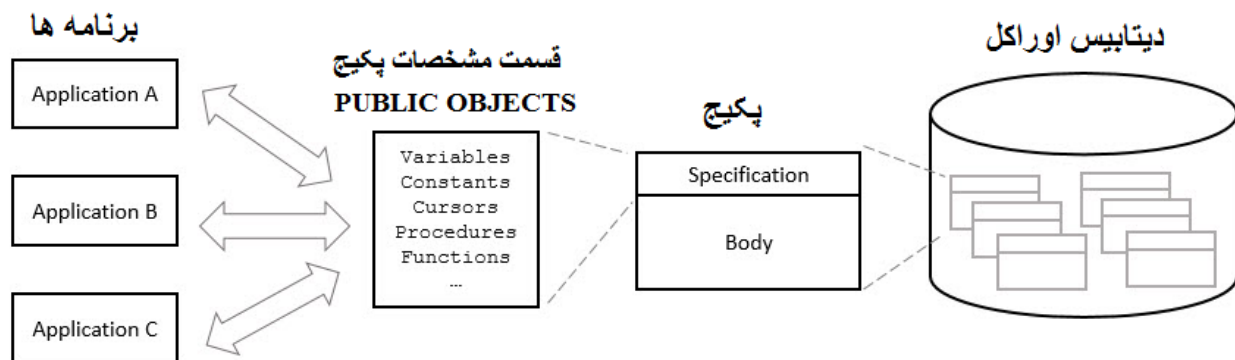 برنامه ها
Application A
Application B
Application C
قسمت مشخصات پکیج
PUBLIC OBJECTS
Variables
Constants
Cursors
Procedures
Functions
…
پکیج
Specification
Body
دیتابیس اوراکل